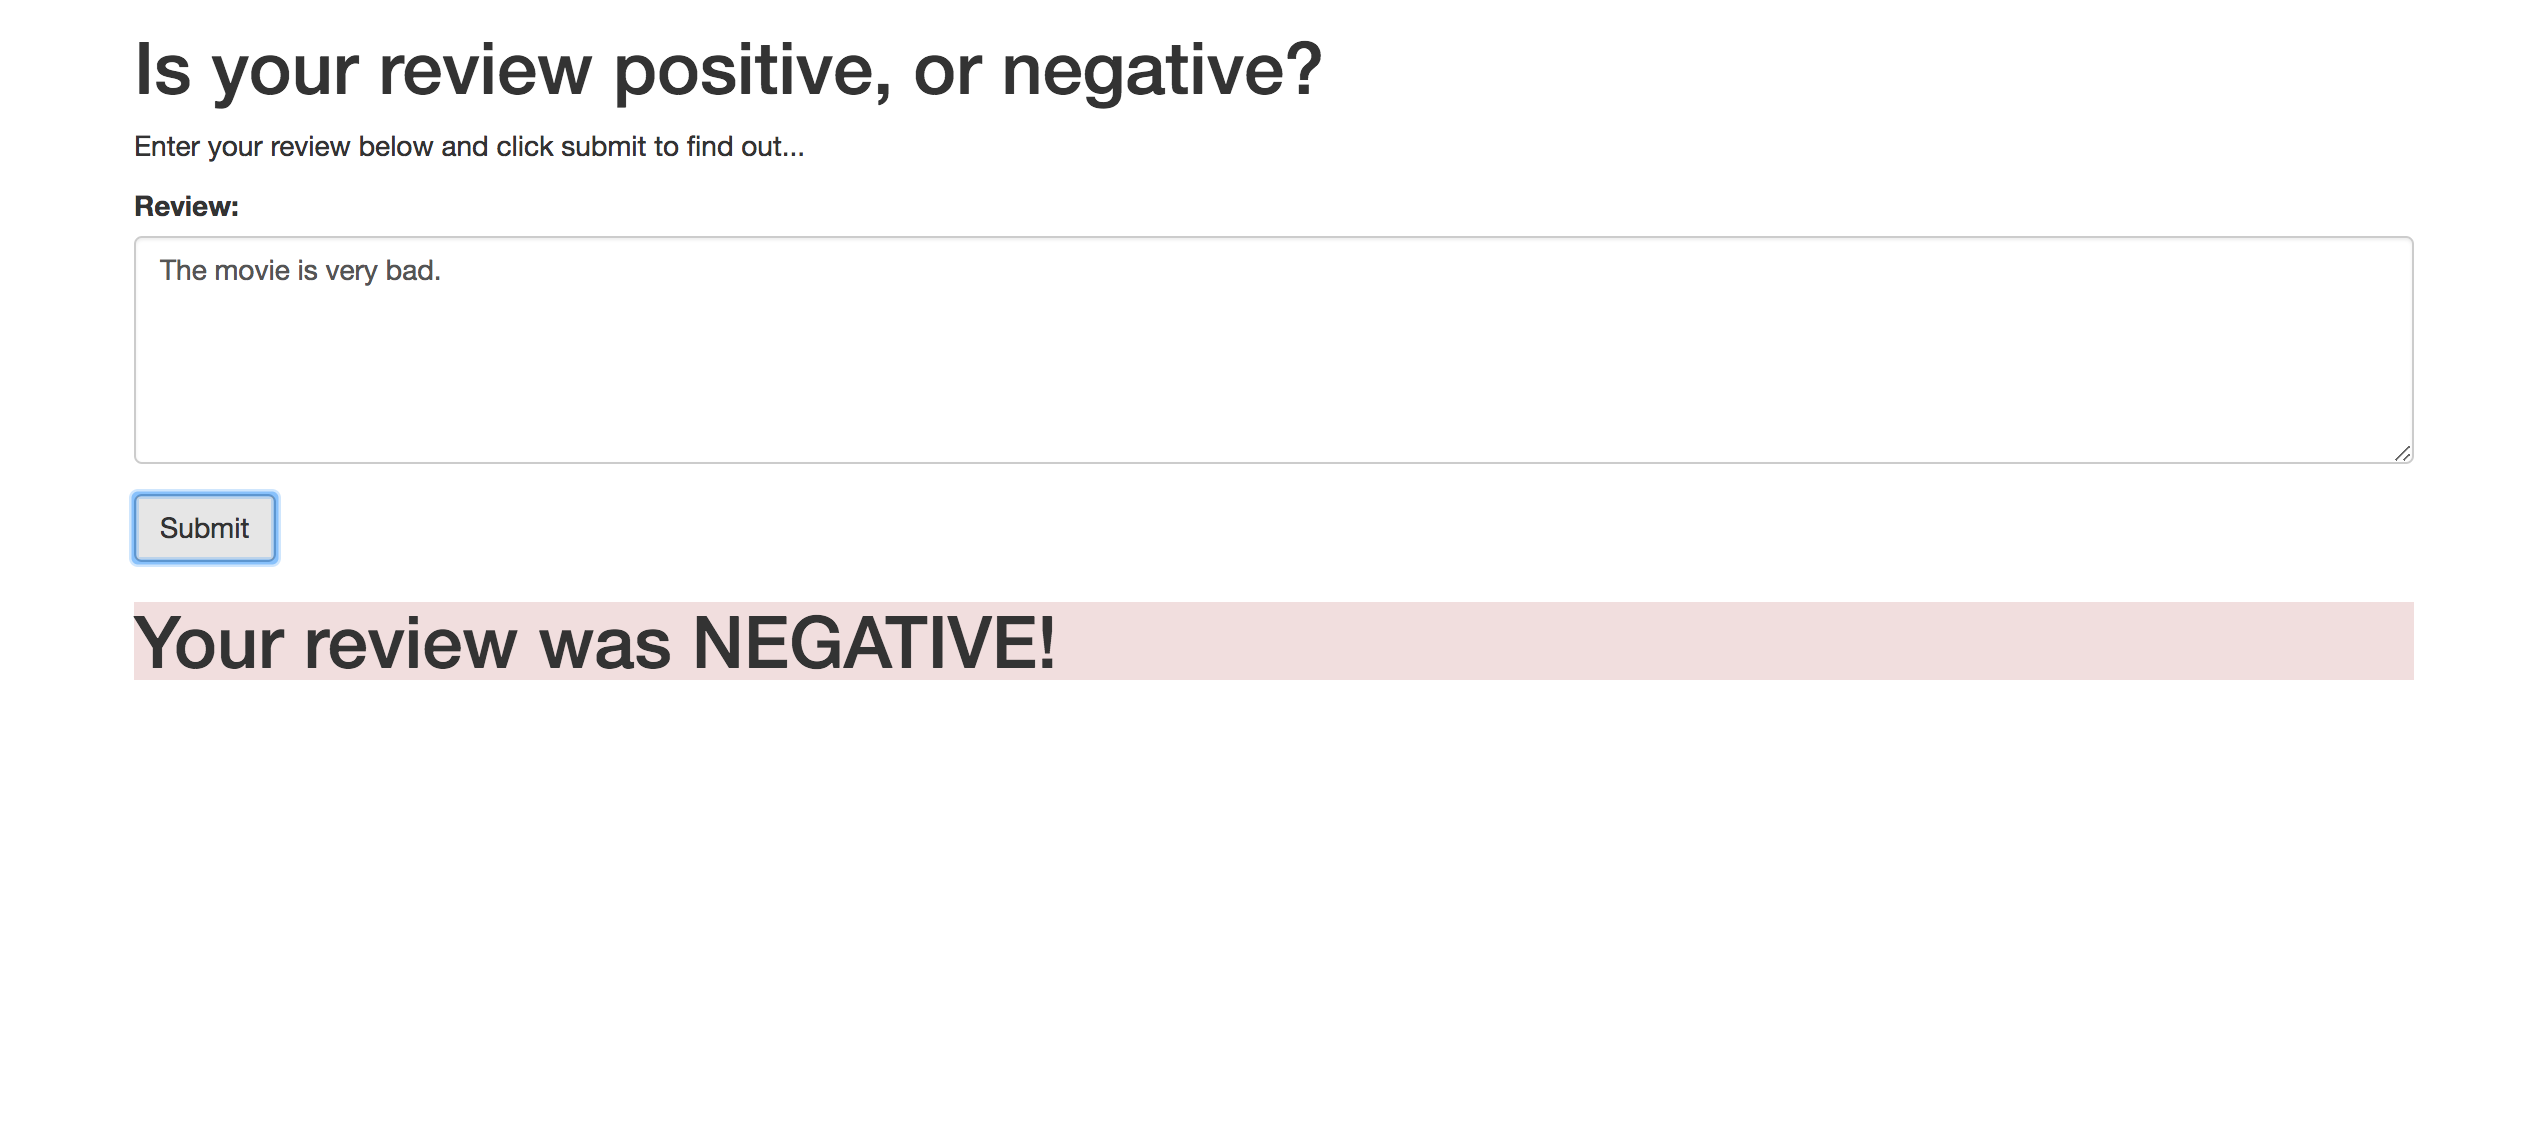 Is your review positive, or negative?
Enter your review below and click submit to find out...
Review:
The movie is very bad.
Submit
Your review was NEGATIVE!